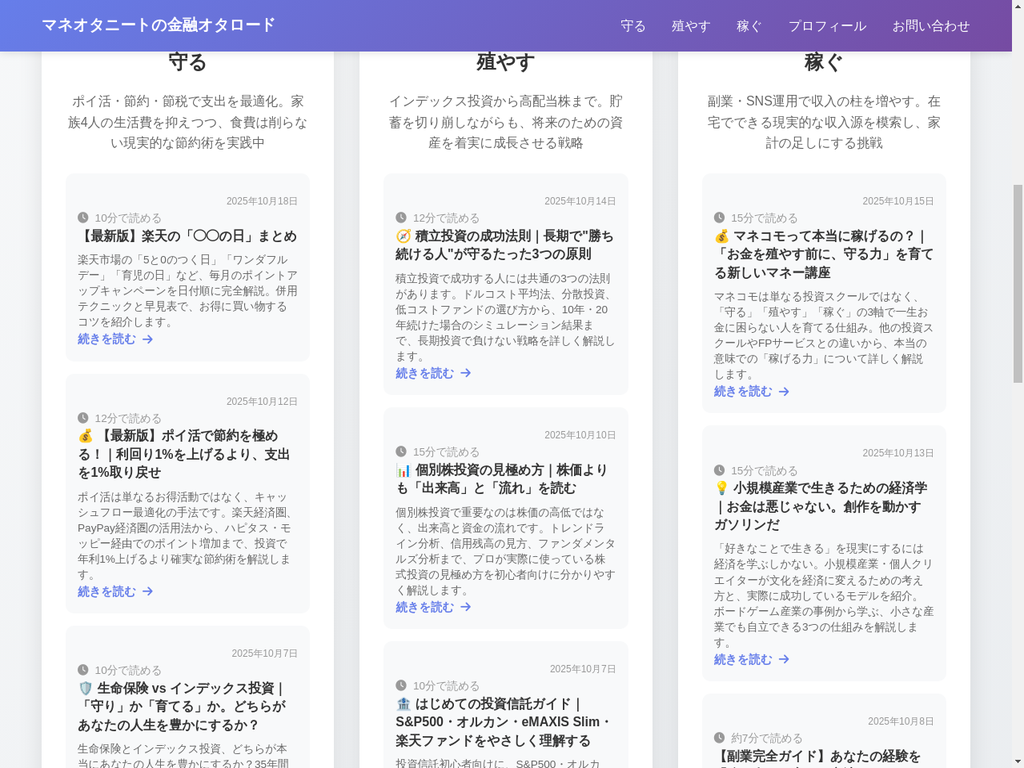 マネオタニートの金融オタロード
守る
殖やす
稼ぐ
プロフィール
お問い合わせ
守る
ポイ活・節約・節税で支出を最適化。家
族4人の生活費を抑えつつ、食費は削らな
い現実的な節約術を実践中
2025年10月18日
10分で読める
【最新版】楽天の「◯◯の日」まとめ
楽天市場の「5と0のつく日」「ワンダフル
デー」「育児の日」など、毎月のポイントア
ップキャンペーンを日付順に完全解説。併用
テクニックと早見表で、お得に買い物する
コツを紹介します。
続きを読む →
2025年10月12日
12分で読める
💰 【最新版】ポイ活で節約を極め
る！｜利回り1%を上げるより、支出
を1%取り戻せ
ポイ活は単なるお得活動ではなく、キャッ
シュフロー最適化の手法です。楽天経済圏、
PayPay経済圏の活用法から、ハピタス・モ
ッピー経由でのポイント増加まで、投資で
年利1%上げるより確実な節約術を解説しま
す。
続きを読む →
2025年10月7日
10分で読める
🛡️ 生命保険 vs インデックス投資｜
「守り」か「育てる」か。どちらが
あなたの人生を豊かにするか？
生命保険とインデックス投資、どちらが本
当にあなたの人生を豊かにするか？35年間
殖やす
インデックス投資から高配当株まで。貯
蓄を切り崩しながらも、将来のための資
産を着実に成長させる戦略
2025年10月14日
12分で読める
🧭 積立投資の成功法則｜長期で"勝ち
続ける人"が守るたった3つの原則
積立投資で成功する人には共通の3つの法則
があります。ドルコスト平均法、分散投資、
低コストファンドの選び方から、10年・20
年続けた場合のシミュレーション結果ま
で、長期投資で負けない戦略を詳しく解説し
ます。
続きを読む →
2025年10月10日
15分で読める
📊 個別株投資の見極め方｜株価より
も「出来高」と「流れ」を読む
個別株投資で重要なのは株価の高低ではな
く、出来高と資金の流れです。トレンドラ
イン分析、信用残高の見方、ファンダメンタ
ルズ分析まで、プロが実際に使っている株
式投資の見極め方を初心者向けに分かりやす
く解説します。
続きを読む →
2025年10月7日
10分で読める
🏦 はじめての投資信託ガイド｜
S&P500・オルカン・eMAXIS Slim・
楽天ファンドをやさしく理解する
投資信託初心者向けに、S&P500・オルカ
稼ぐ
副業・SNS運用で収入の柱を増やす。在
宅でできる現実的な収入源を模索し、家
計の足しにする挑戦
2025年10月15日
15分で読める
💰 マネコモって本当に稼げるの？｜
「お金を殖やす前に、守る力」を育て
る新しいマネー講座
マネコモは単なる投資スクールではなく、
「守る」「殖やす」「稼ぐ」の3軸で一生お
金に困らない人を育てる仕組み。他の投資ス
クールやFPサービスとの違いから、本当の
意味での「稼げる力」について詳しく解説
します。
続きを読む →
2025年10月13日
15分で読める
💡 小規模産業で生きるための経済学
｜お金は悪じゃない。創作を動かす
ガソリンだ
「好きなことで生きる」を現実にするには
経済を学ぶしかない。小規模産業・個人クリ
エイターが文化を経済に変えるための考え
方と、実際に成功しているモデルを紹介。
ボードゲーム産業の事例から学ぶ、小さな産
業でも自立できる3つの仕組みを解説しま
す。
続きを読む →
2025年10月8日
約7分で読める
【副業完全ガイド】あなたの経験を